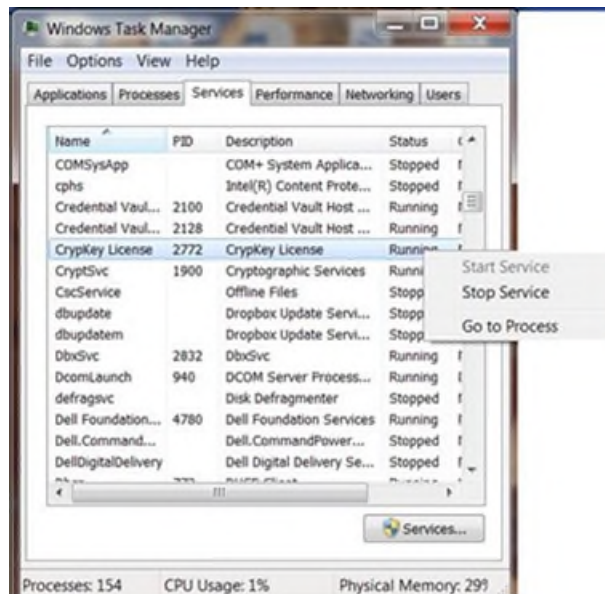 Windows Task Manager
File Options View Help
Applications Processes Services Performance Networking Users
Name PID Description Status
COMSysApp COM+ System Applica... Stopped
cphs Intel(R) Content Prote... Stopped
Credential Vaul... 2100 Credential Vault Host ... Running
Credential Vaul... 2128 Credential Vault Host ... Running
CrypKey License 2772 CrypKey License Running
CryptSvc 1900 Cryptographic Services Runni
CscService Offline Files Stopp
dbupdate Dropbox Update Servi... Stopp
dbupdatem Dropbox Update Servi... Stopp
DbxSvc 2832 DbxSvc Running
DcomLaunch 940 DCOM Server Process... Running
defragsvc Disk Defragmenter Stopped
Dell Foundation... 4780 Dell Foundation Services Running
Dell.Command... Dell.CommandPower... Stopped
DellDigitalDelivery Dell Digital Delivery Se... Stopped
Start Service
Stop Service
Go to Process
Services...
Processes: 154 CPU Usage: 1% Physical Memory: 29%